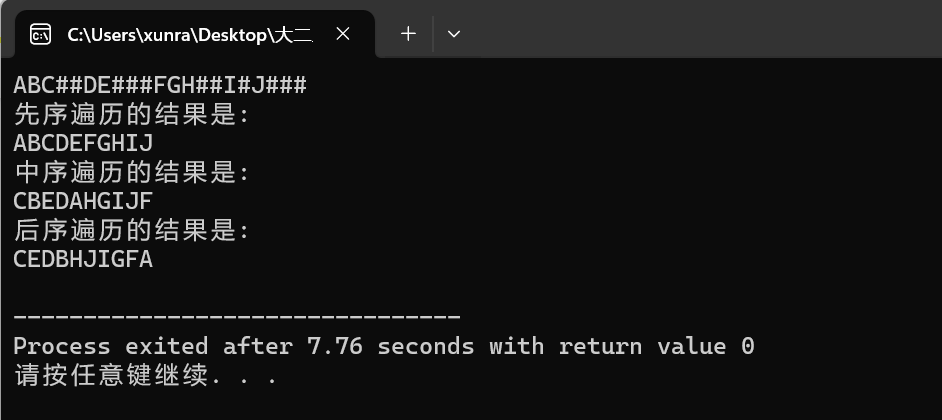 C:\Users\xunra\Desktop\大二
ABC##DE###FGH##I#J###
先序遍历的结果是:
ABCDEFGHIJ
中序遍历的结果是:
CBEDAHGIJF
后序遍历的结果是:
CEDBHJIGFA
--------------------------------
Process exited after 7.76 seconds with return value 0
请按任意键继续. . .